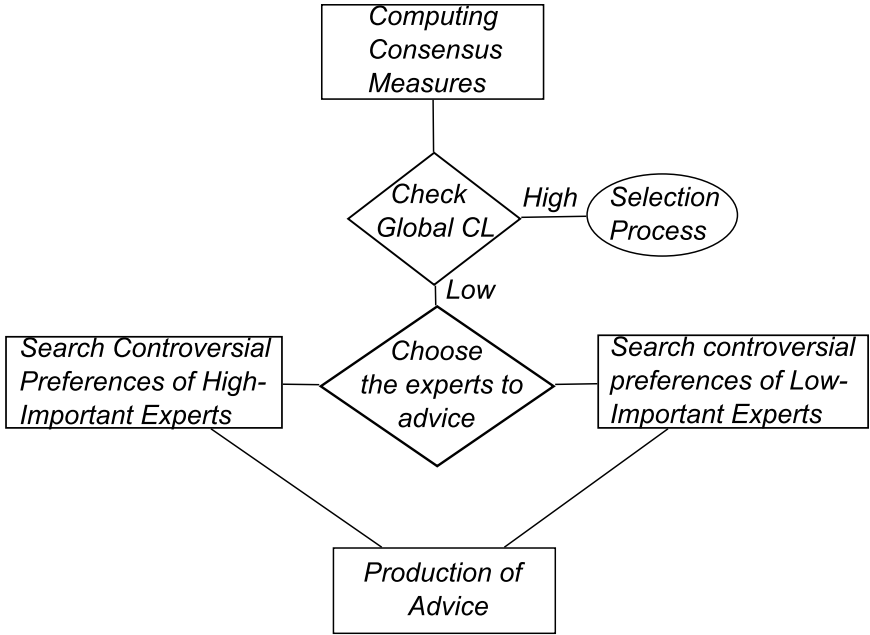 Computing
Consensus
Measures
Check
Global CL
High
Selection
Process
Low
Choose
the experts to
advice
Search Controversial
Preferences of High-
Important Experts
Search controversial
preferences of Low-
Important Experts
Production of
Advice